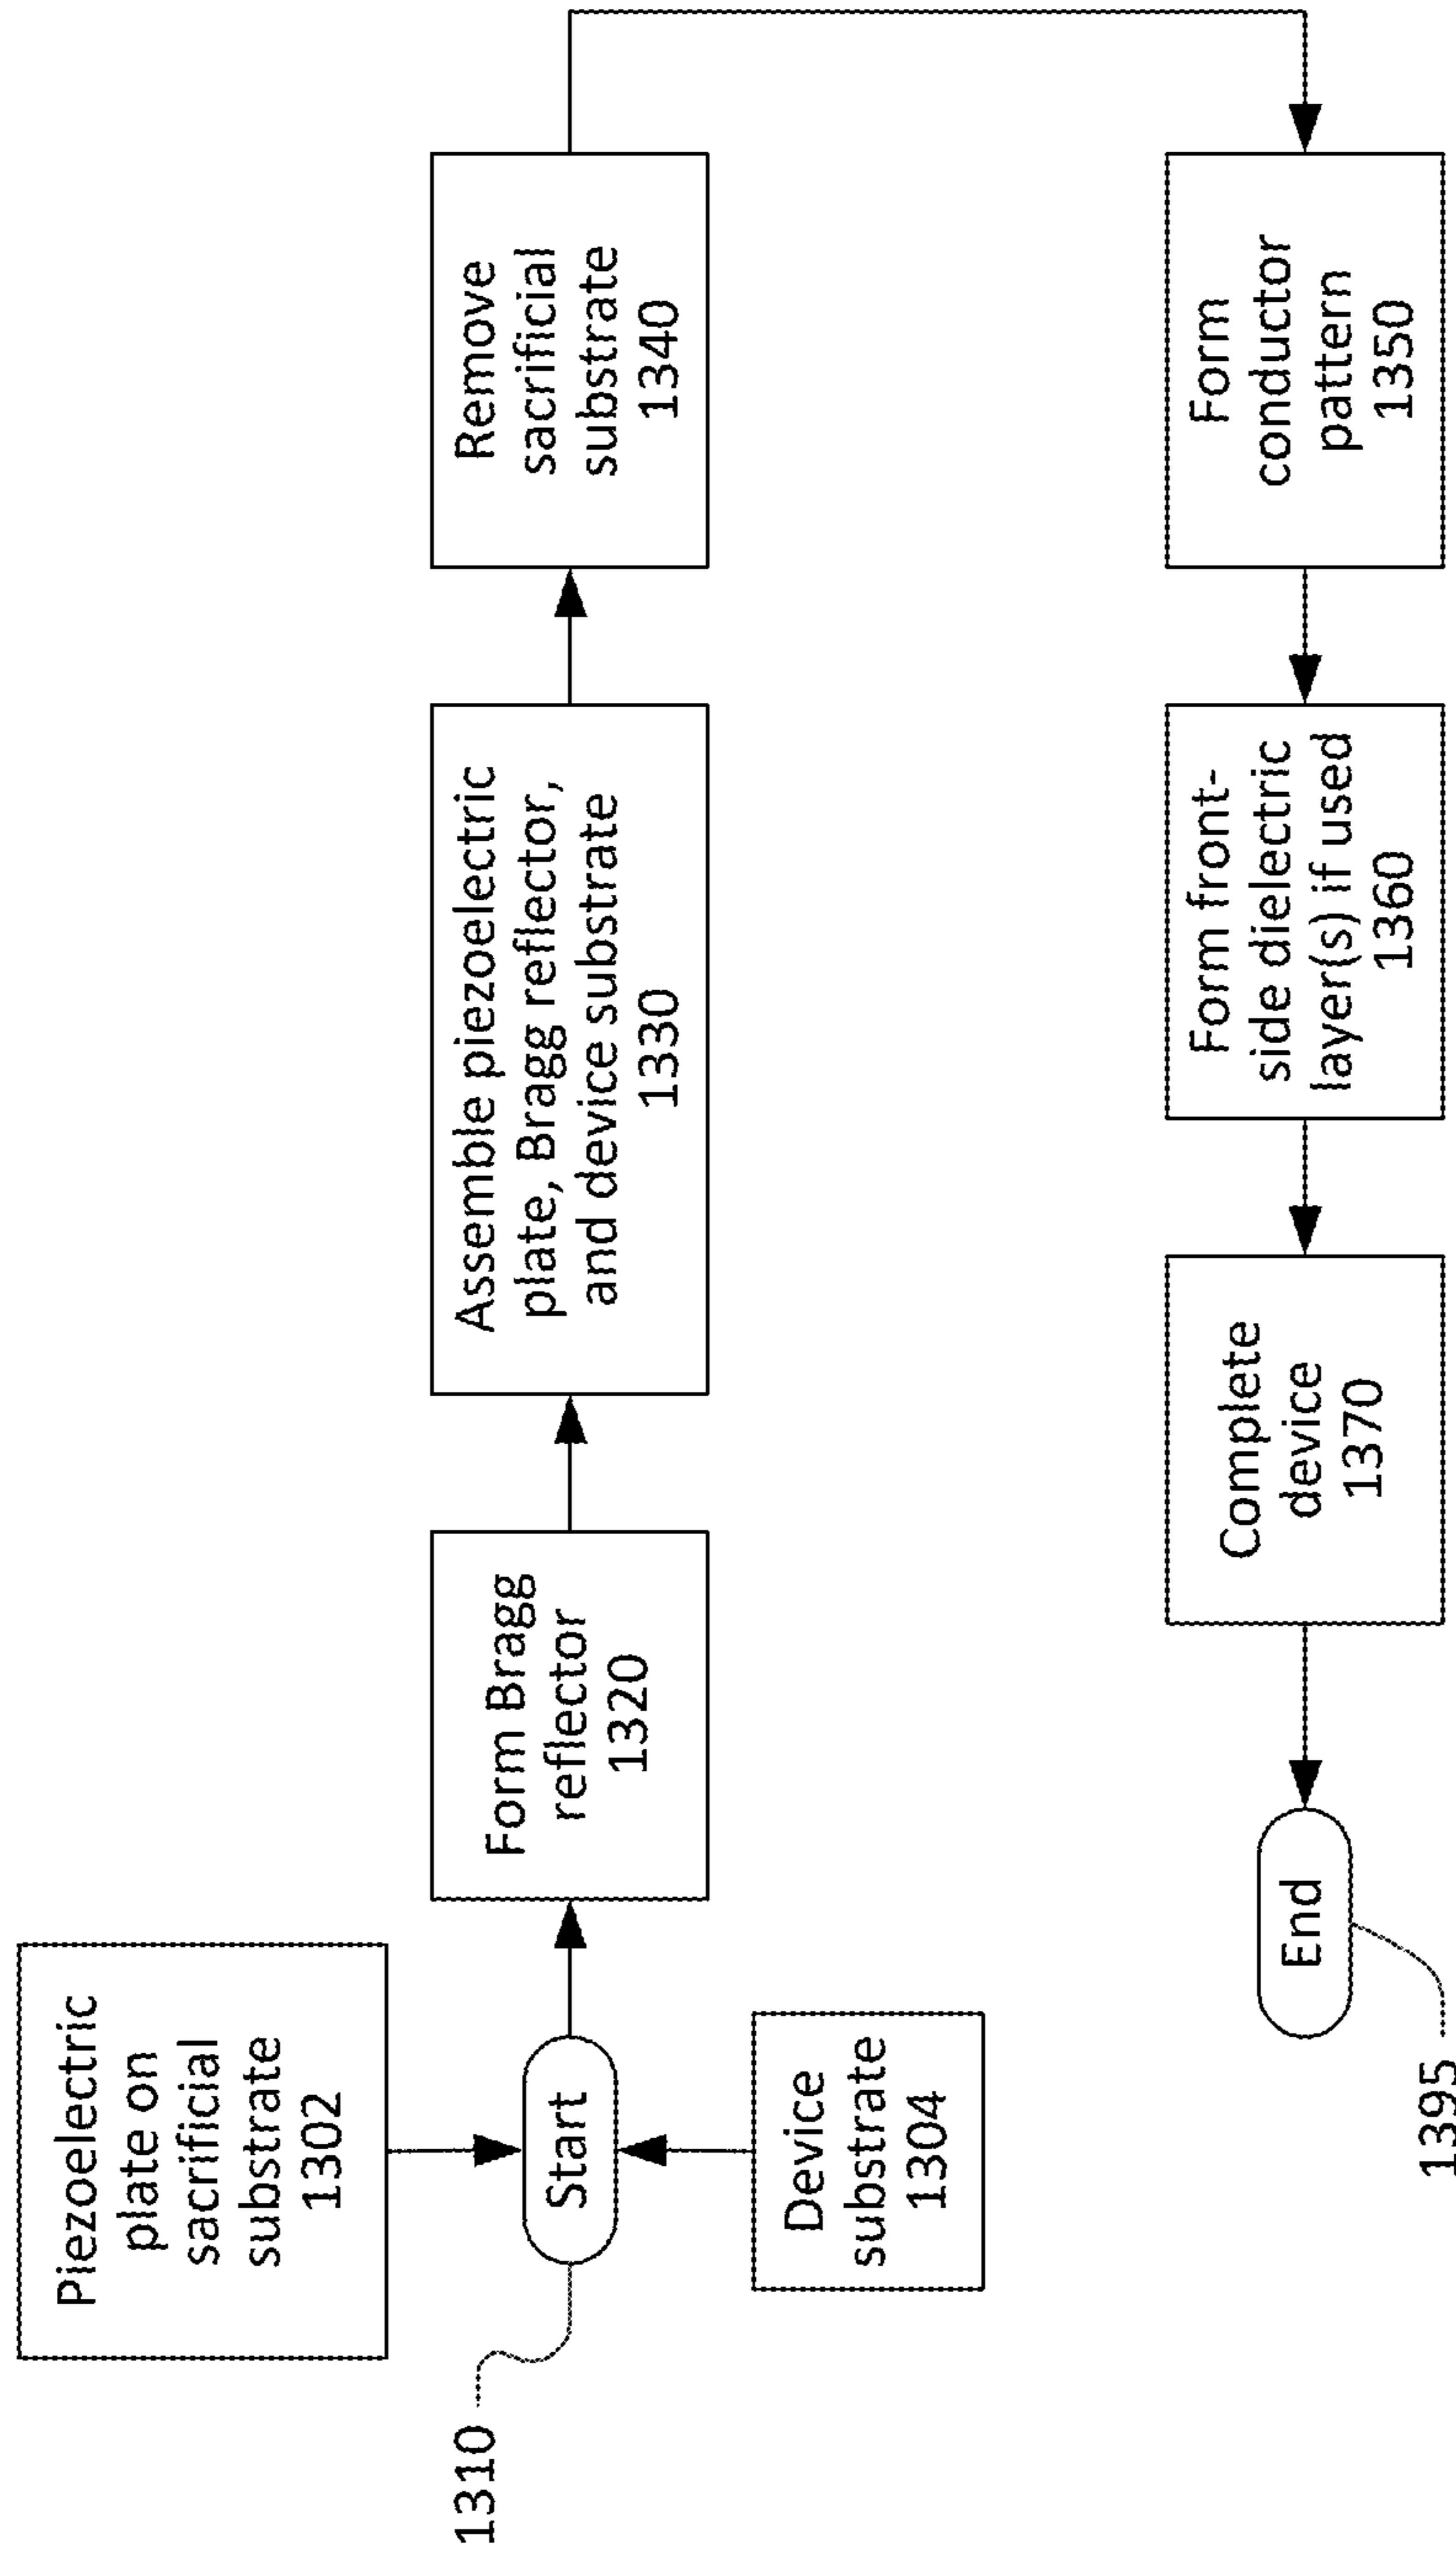 Piezoelectric
plate on
sacrificial
substrate
1302
1310
Start
Device
substrate
1304
Form Bragg
reflector
1320
Assemble piezoelectric
plate, Bragg reflector,
and device substrate
1330
Remove
sacrificial
substrate
1340
Form
conductor
pattern
1350
Form front-
side dielectric
layer(s) if used
1360
Complete
device
1370
End
1395